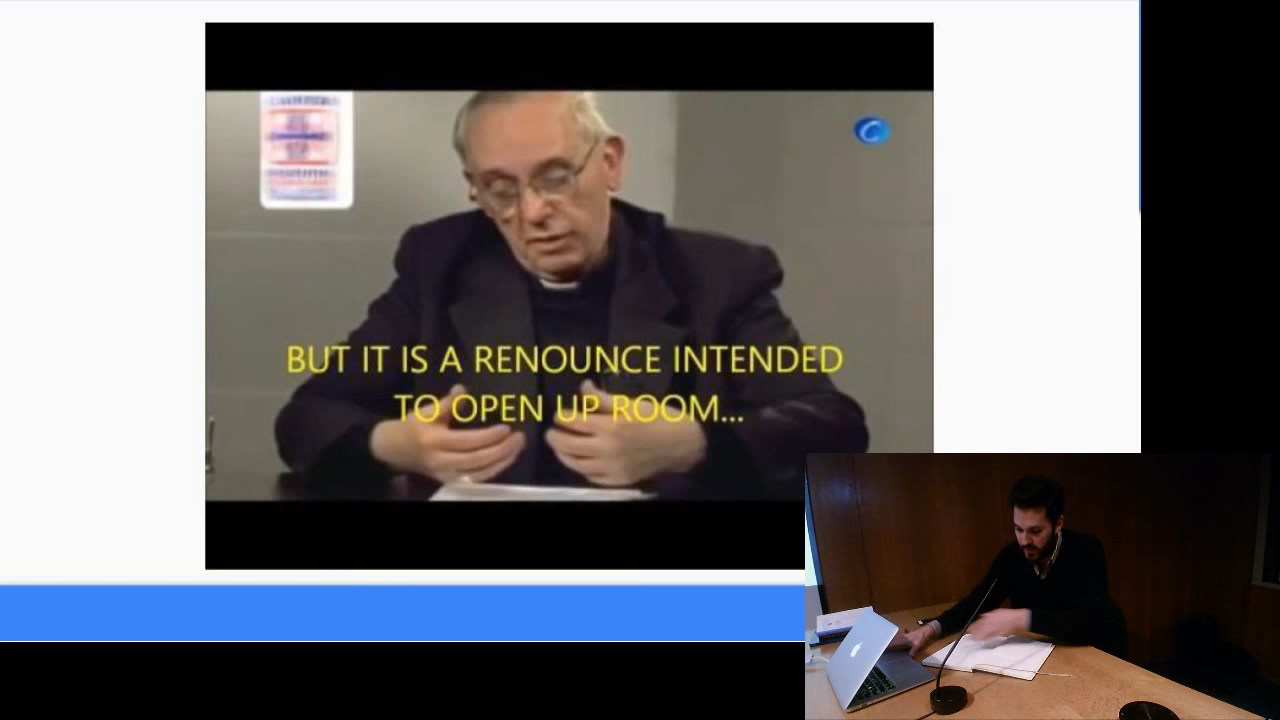 BUT IT IS A RENOUNCE INTENDED
TO OPEN UP ROOM...